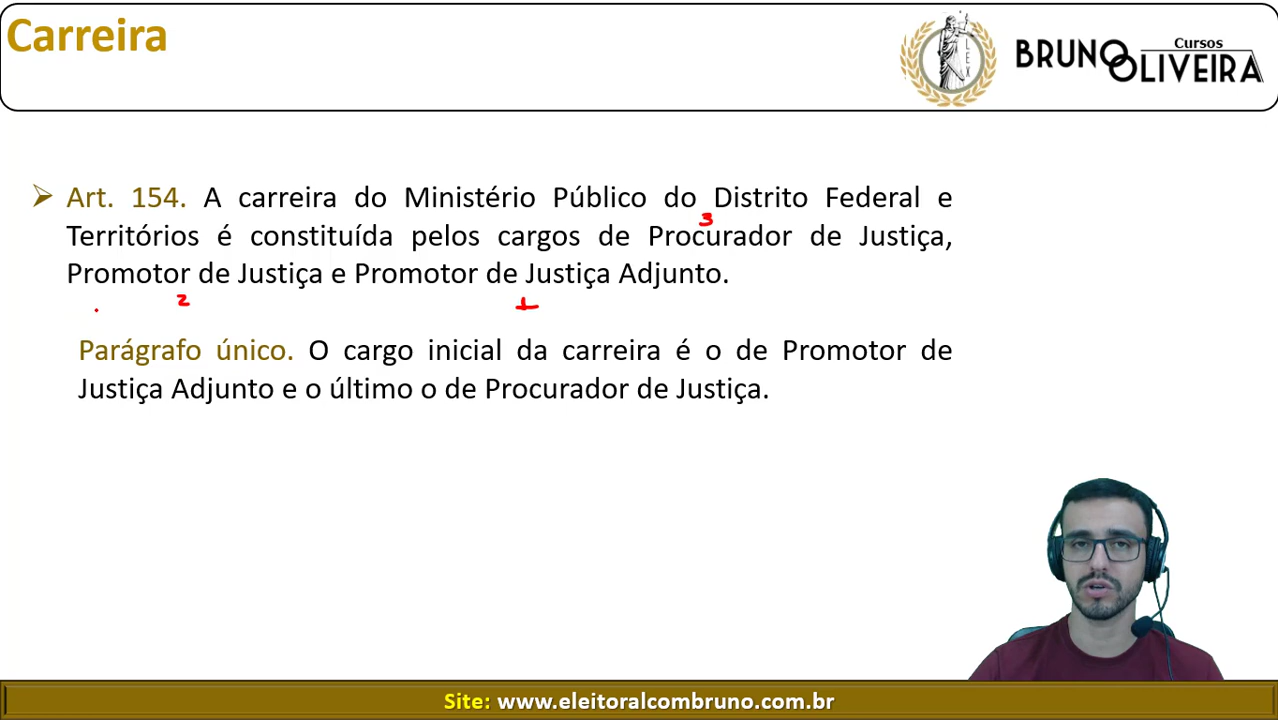 Carreira
LEX
Cursos
BRUNO
OLIVEIRA
Art. 154. A carreira do Ministério Público do Distrito Federal e
3
Territórios é constituída pelos cargos de Procurador de Justiça,
Promotor de Justiça e Promotor de Justiça Adjunto.
2 1
Parágrafo único. O cargo inicial da carreira é o de Promotor de
Justiça Adjunto e o último o de Procurador de Justiça.
Site: www.eleitoralcombruno.com.br